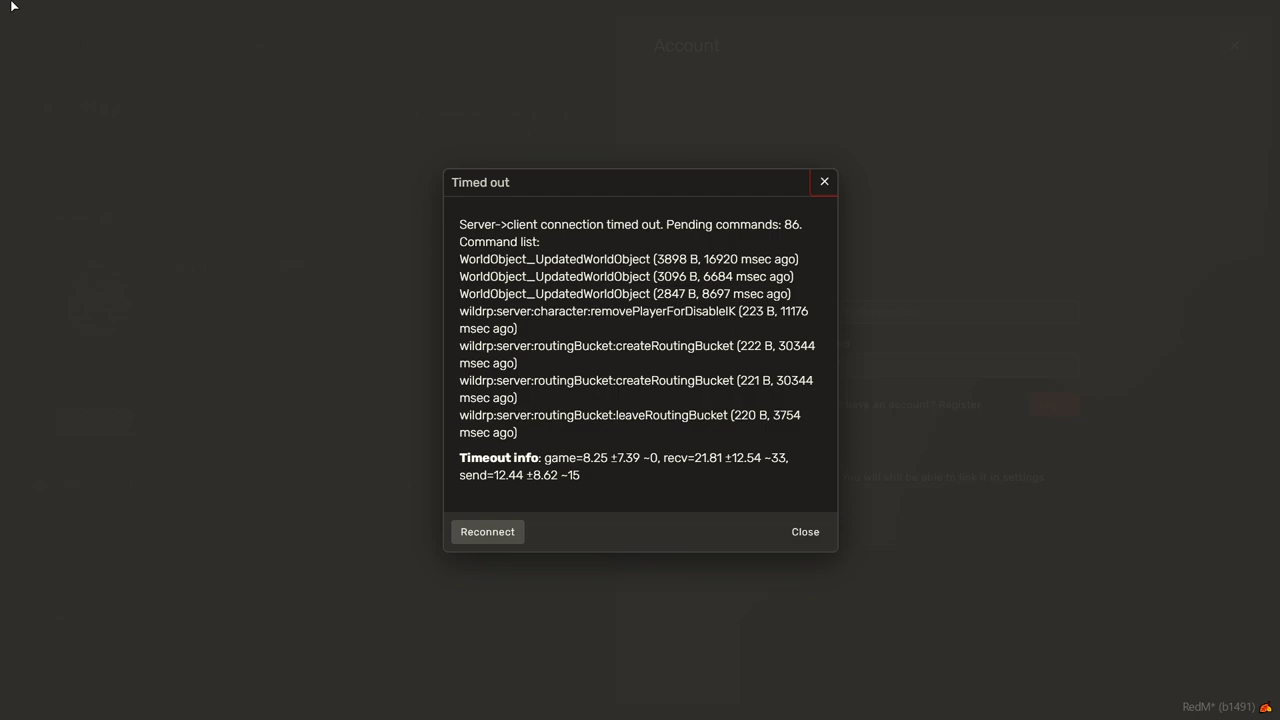 Account
Timed out
Server->client connection timed out. Pending commands: 86.
Command list:
WorldObject_UpdatedWorldObject (3898 B, 16920 msec ago)
WorldObject_UpdatedWorldObject (3096 B, 6684 msec ago)
WorldObject_UpdatedWorldObject (2847 B, 8697 msec ago)
wildrp:server:character:removePlayerForDisableIK (223 B, 11176
msec ago)
wildrp:server:routingBucket:createRoutingBucket (222 B, 30344
msec ago)
wildrp:server:routingBucket:createRoutingBucket (221 B, 30344
msec ago)
wildrp:server:routingBucket:leaveRoutingBucket (220 B, 3754
msec ago)
have an account? Register
Timeout info: game=8.25 ±7.39 ~0, recv=21.81 ±12.54 ~33,
send=12.44 ±8.62 ~15
You will still be able to link it in settings
Reconnect
Close
RedM* (b1491)